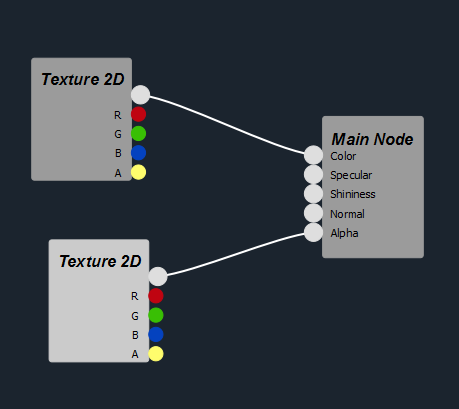 Texture 2D
R
G
B
A
Main Node
Color
Specular
Shininess
Normal
Alpha
Texture 2D
R
G
B
A